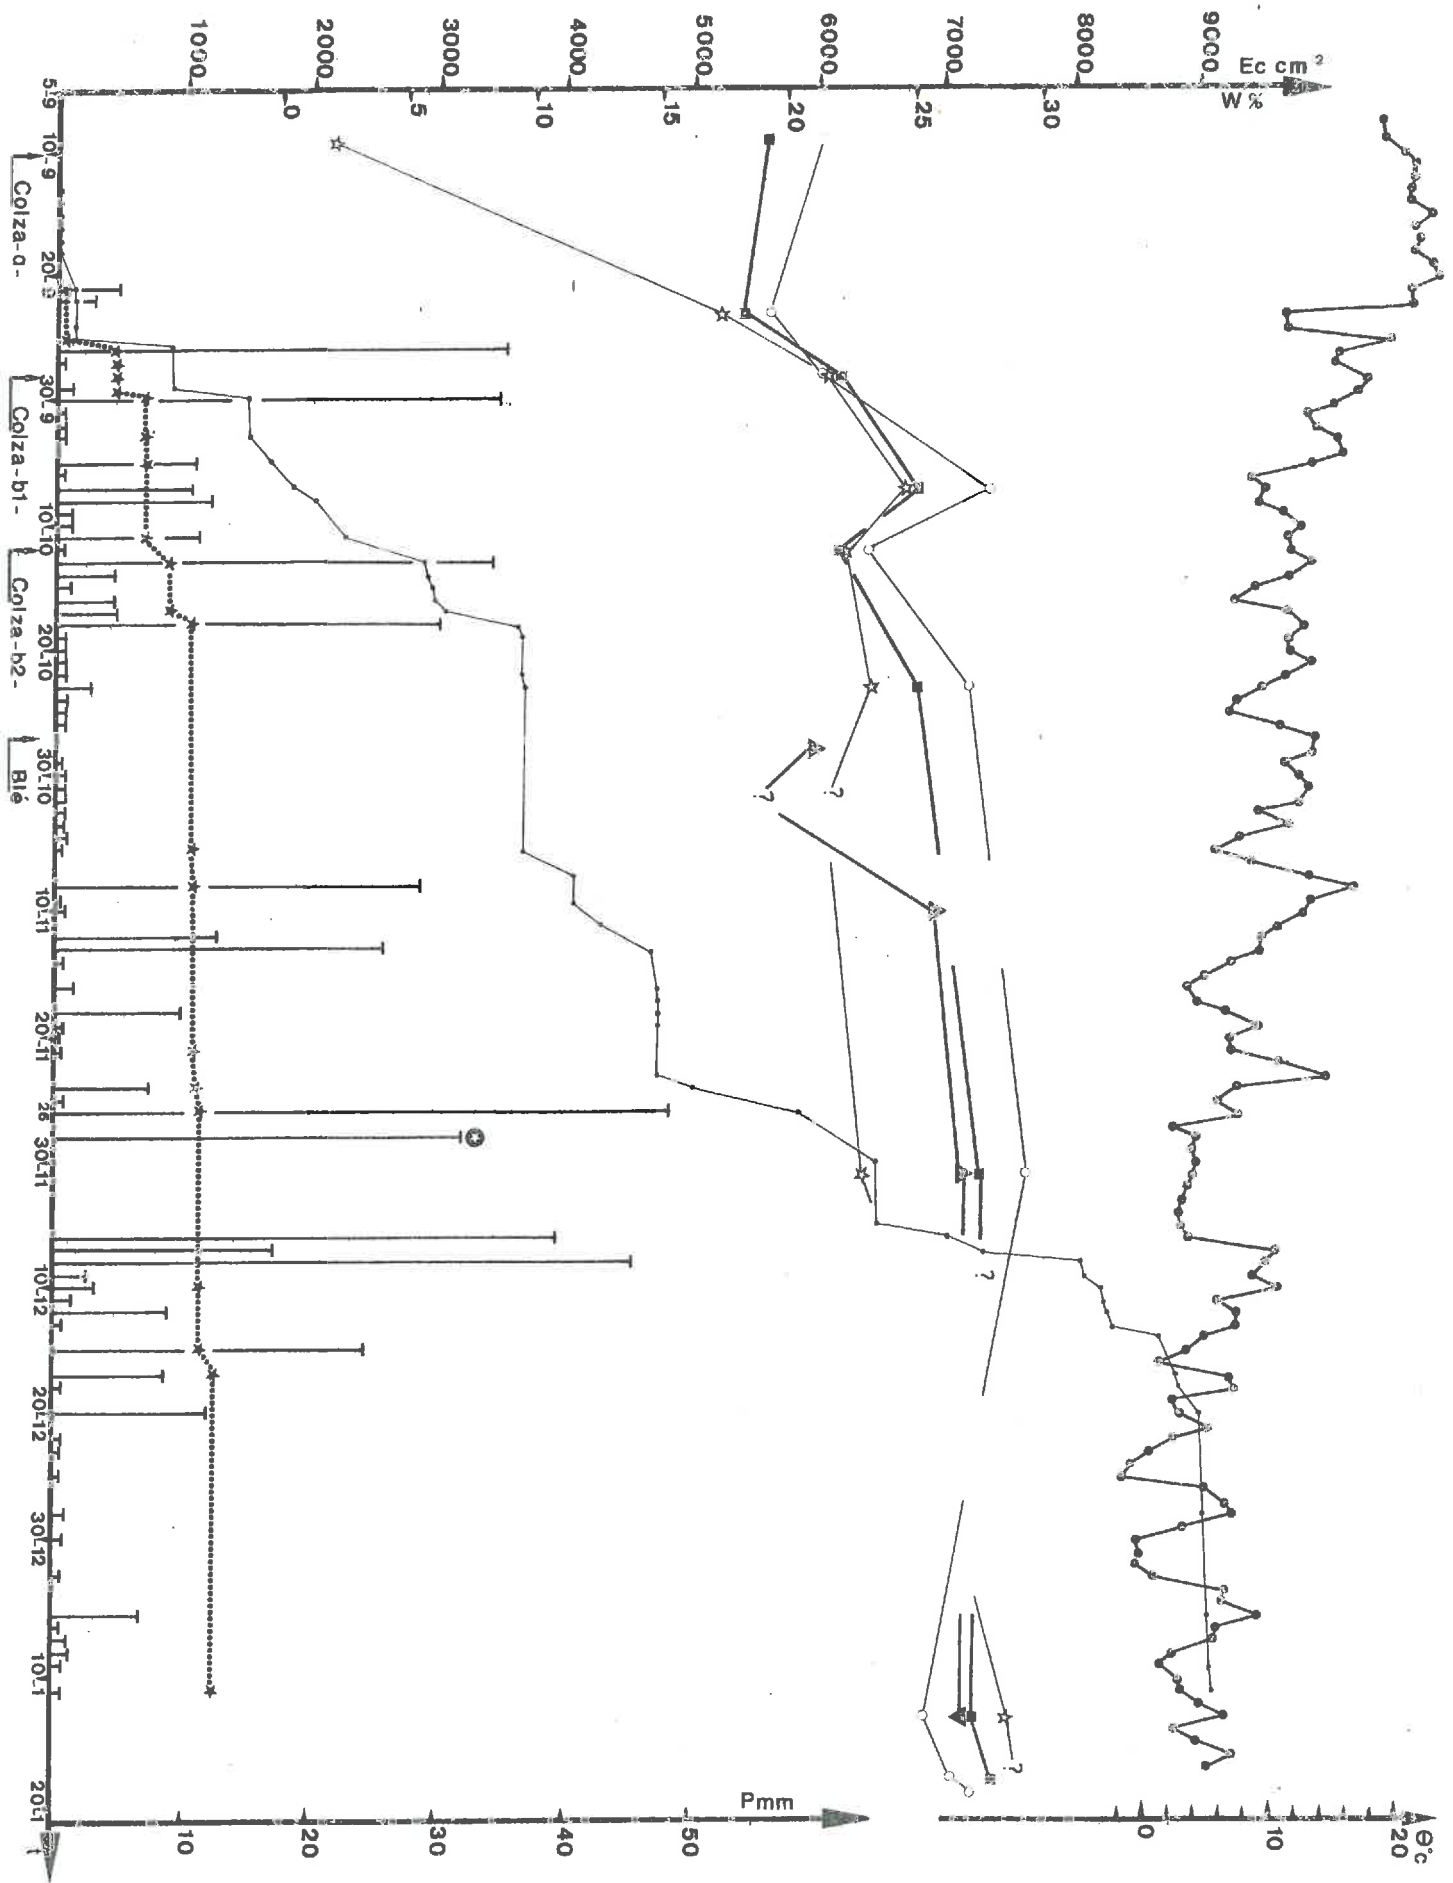 Ec cm²
1000 2000 3000 4000 5000 6000 7000 8000 9000
W %
0 5 10 15 20 25 30
5-9 10-9 20-9 30-9 10-10 20-10 30-10 10-11 20-11 26 30-11 10-12 20-12 30-12 10-1 20-1
t
Colza-a-
Colza-b1-
Colza-b2-
Blé
? ? ? ?
Pmm
10 20 30 40 50
θ°c
0 10 20